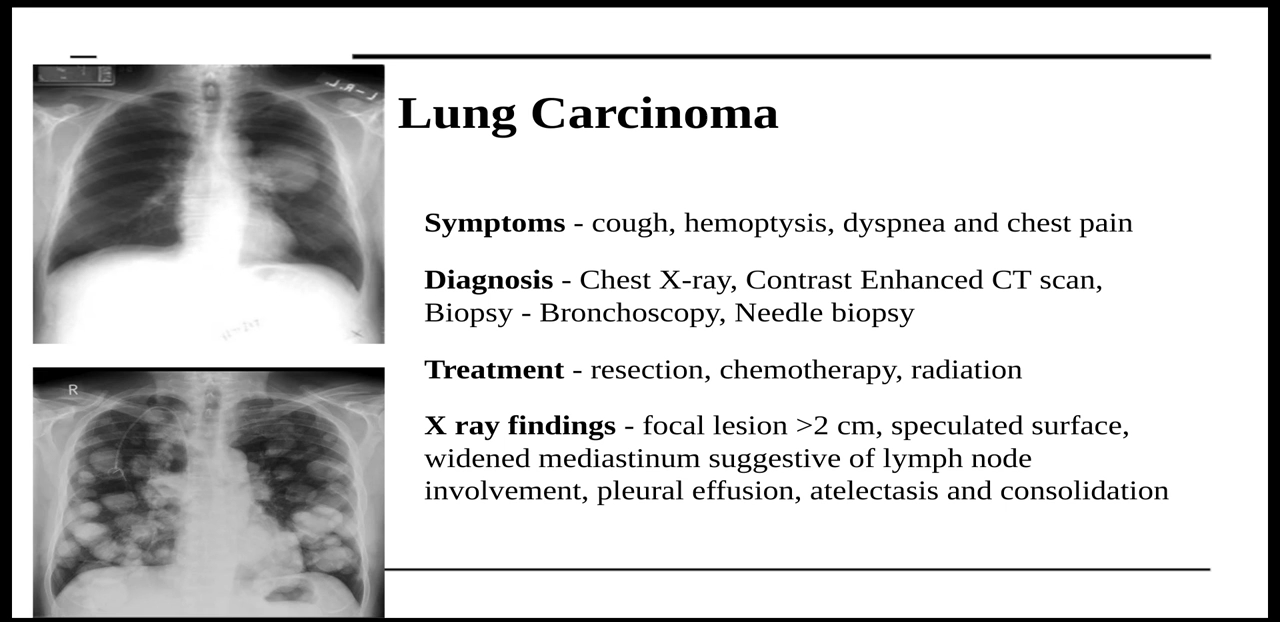 Lung Carcinoma
Symptoms - cough, hemoptysis, dyspnea and chest pain
Diagnosis - Chest X-ray, Contrast Enhanced CT scan,
Biopsy - Bronchoscopy, Needle biopsy
Treatment - resection, chemotherapy, radiation
R
X ray findings - focal lesion >2 cm, speculated surface,
widened mediastinum suggestive of lymph node
involvement, pleural effusion, atelectasis and consolidation